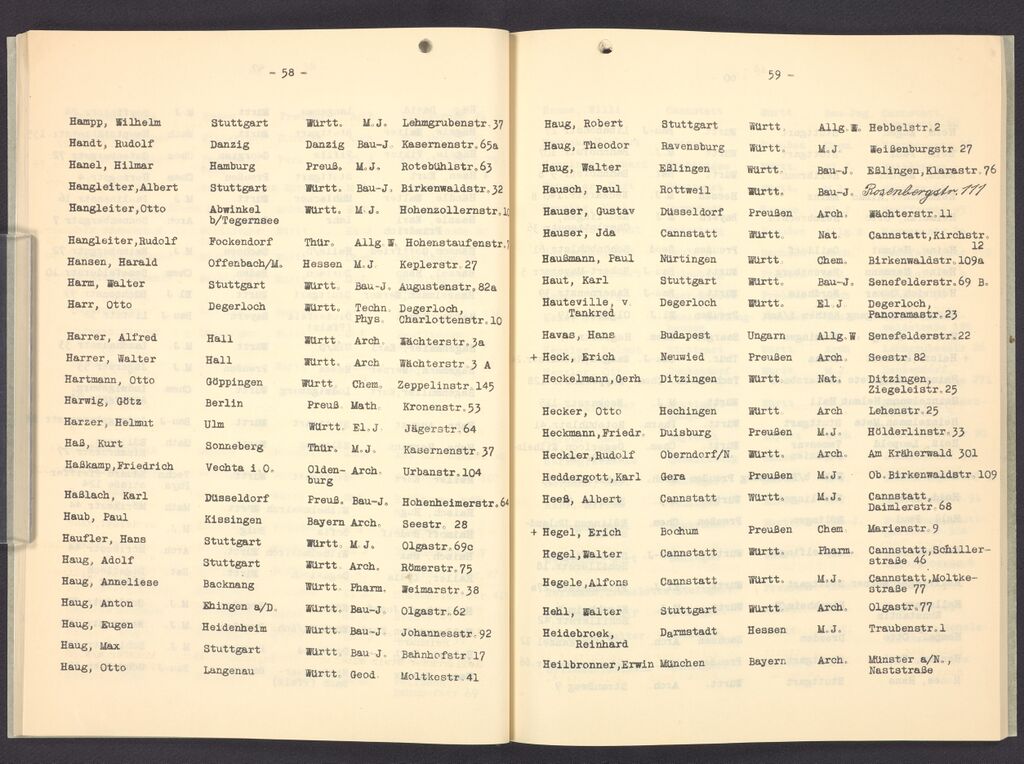 - 58 -
Hampp, Wilhelm Stuttgart Württ. M.J. Lehmgrubenstr.37
Handt, Rudolf Danzig Danzig Bau-J. Kasernenstr.65a
Hanel, Hilmar Hamburg Preuß. M.J. Rotebühlstr.63
Hangleiter,Albert Stuttgart Württ. Bau-J. Birkenwaldstr.32
Hangleiter,Otto Abwinkel Württ. M.J. Hohenzollernstr.10
b/Tegernsee
Hangleiter,Rudolf Fockendorf Thür. Allg.W. Hohenstaufenstr.
Hansen, Harald Offenbach/M. Hessen M.J. Keplerstr.27
Harm, Walter Stuttgart Württ. Bau-J. Augustenstr.82a
Harr, Otto Degerloch Württ. Techn. Degerloch,
Phys. Charlottenstr.10
Harrer, Alfred Hall Württ Arch. Wächterstr.3a
Harrer, Walter Hall Württ. Arch Wächterstr.3 A
Hartmann, Otto Göppingen Württ. Chem. Zeppelinstr.145
Harwig, Götz Berlin Preuß. Math. Kronenstr.53
Harzer, Helmut Ulm Württ. El.J. Jägerstr.64
Haß, Kurt Sonneberg Thür. M.J. Kasernenstr.37
Haßkamp,Friedrich Vechta i.O. Olden- Arch. Urbanstr.104
burg
Haßlach, Karl Düsseldorf Preuß. Bau-J. Hohenheimerstr.64
Haub, Paul Kissingen Bayern Arch. Seestr. 28
Haufler, Hans Stuttgart Württ. M J. Olgastr.69c
Haug, Adolf Stuttgart Württ. Arch. Römerstr.75
Haug, Anneliese Backnang Württ. Pharm. Weimarstr.38
Haug, Anton Ehingen a/D. Württ. Bau-J. Olgastr.62
Haug, Eugen Heidenheim Württ. Bau-J. Johannesstr.92
Haug, Max Stuttgart Württ. Bau J. Bahnhofstr.17
Haug, Otto Langenau Württ. Geod. Moltkestr.41
59 -
Haug, Robert Stuttgart Württ. Allg.W. Hebbelstr.2
Haug, Theodor Ravensburg Württ. M.J Weißenburgstr 27
Haug, Walter Eßlingen Württ. Bau-J. Eßlingen,Klarastr.76
Hausch, Paul Rottweil Württ. Bau-J. Rosenbergstr. 111
Hauser, Gustav Düsseldorf Preußen Arch. Wächterstr.11
Hauser, Jda Cannstatt Württ. Nat Cannstatt,Kirchstr.
12
Haußmann, Paul Nürtingen Württ Chem. Birkenwaldstr.109a
Haut, Karl Stuttgart Württ. Bau-J. Senefelderstr.69 B.
Hauteville, v. Degerloch Württ. El J. Degerloch,
Tankred Panoramastr.23
Havas, Hans Budapest Ungarn Allg.W Senefelderstr.22
+ Heck, Erich Neuwied Preußen Arch. Seestr.82
Heckelmann,Gerh Ditzingen Württ Nat. Ditzingen,
Ziegeleistr.25
Hecker, Otto Hechingen Württ Arch Lehenstr.25
Heckmann,Friedr. Duisburg Preußen M.J. Hölderlinstr.33
Heckler,Rudolf Oberndorf/N Württ. Arch. Am Kräherwald 301
Heddergott,Karl Gera Preußen M.J. Ob.Birkenwaldstr.109
Heeß, Albert Cannstatt Württ. M.J. Cannstatt,
Daimlerstr.68
+ Hegel, Erich Bochum Preußen Chem Marienstr.9
Hegel,Walter Cannstatt Württ. Pharm. Cannstatt,Schiller-
straße 46
Hegele,Alfons Cannstatt Württ. M.J. Cannstatt,Moltke-
straße 77
Hehl, Walter Stuttgart Württ Arch. Olgastr.77
Heidebroek, Darmstadt Hessen M.J. Traubenstr.1
Reinhard
Heilbronner,Erwin München Bayern Arch. Münster a/N.,
Naststraße